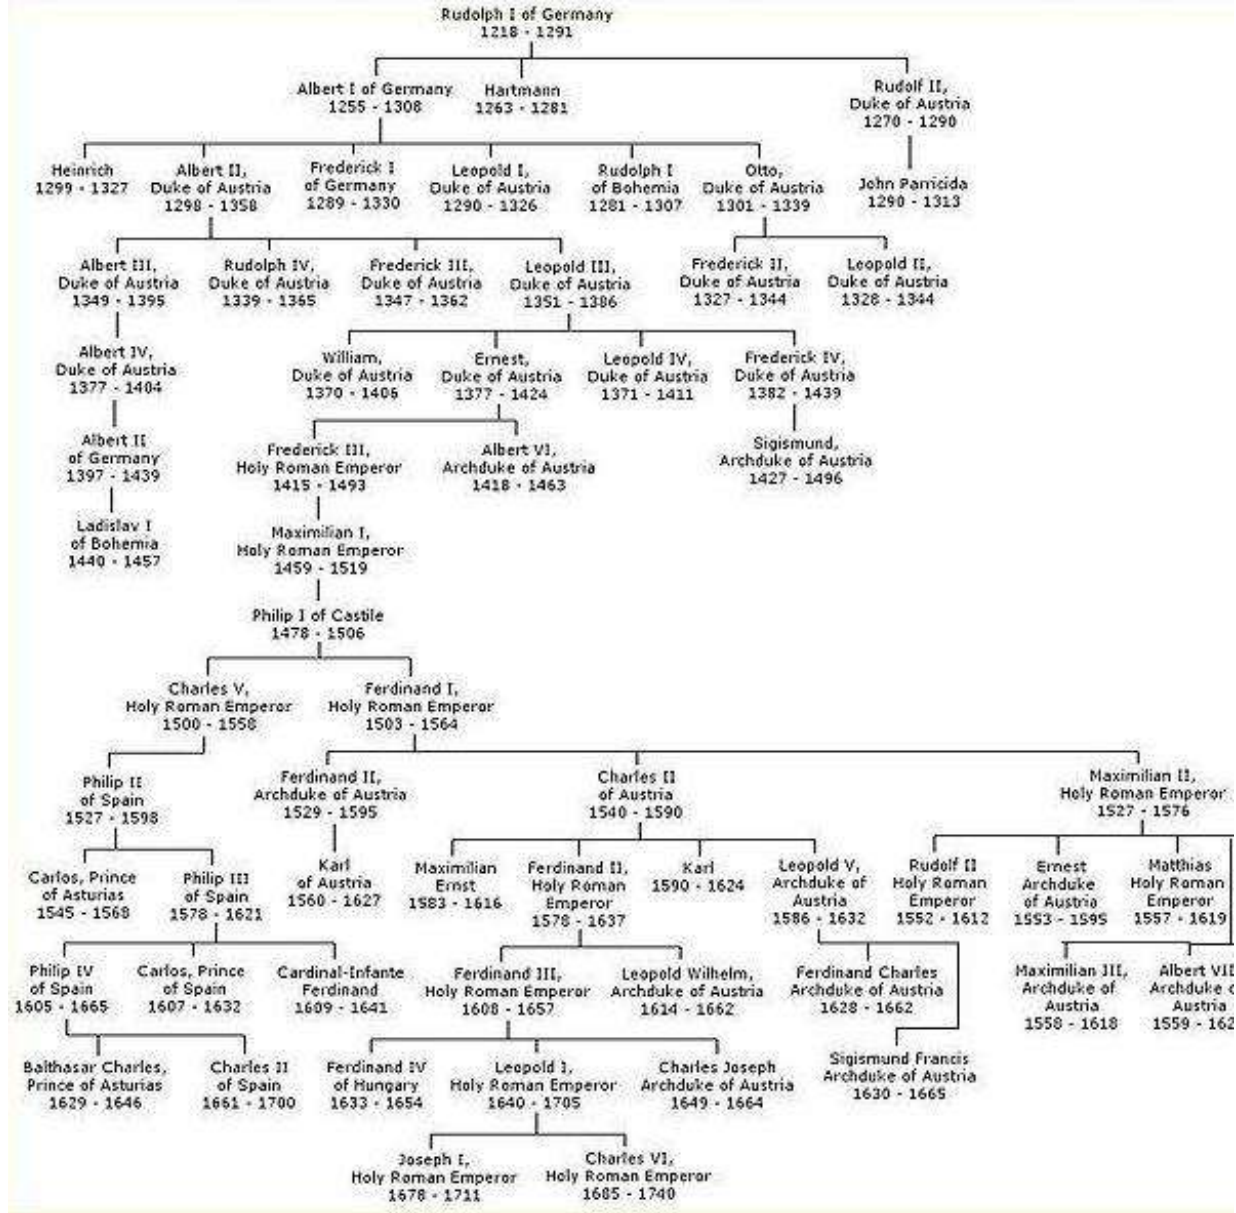 Rudolph I of Germany
1218 - 1291
Albert I of Germany
1255 - 1308
Hartmann
1263 - 1281
Rudolf II,
Duke of Austria
1270 - 1290
Heinrich
1299 - 1327
Albert II,
Duke of Austria
1298 - 1358
Frederick I
of Germany
1289 - 1330
Leopold I,
Duke of Austria
1290 - 1326
Rudolph I
of Bohemia
1281 - 1307
Otto,
Duke of Austria
1301 - 1339
John Parricida
1290 - 1313
Albert III,
Duke of Austria
1349 - 1395
Rudolph IV,
Duke of Austria
1339 - 1365
Frederick III,
Duke of Austria
1347 - 1362
Leopold III,
Duke of Austria
1351 - 1386
Frederick II,
Duke of Austria
1327 - 1344
Leopold II,
Duke of Austria
1328 - 1344
Albert IV,
Duke of Austria
1377 - 1404
William,
Duke of Austria
1370 - 1406
Ernest,
Duke of Austria
1377 - 1424
Leopold IV,
Duke of Austria
1371 - 1411
Frederick IV,
Duke of Austria
1382 - 1439
Albert II
of Germany
1397 - 1439
Frederick III,
Holy Roman Emperor
1415 - 1493
Albert VI,
Archduke of Austria
1418 - 1463
Sigismund,
Archduke of Austria
1427 - 1496
Ladislav I
of Bohemia
1440 - 1457
Maximilian I,
Holy Roman Emperor
1459 - 1519
Philip I of Castile
1478 - 1506
Charles V,
Holy Roman Emperor
1500 - 1558
Ferdinand I,
Holy Roman Emperor
1503 - 1564
Philip II
of Spain
1527 - 1598
Ferdinand II,
Archduke of Austria
1529 - 1595
Charles II
of Austria
1540 - 1590
Maximilian II,
Holy Roman Emperor
1527 - 1576
Carlos, Prince
of Asturias
1545 - 1568
Philip III
of Spain
1578 - 1621
Karl
of Austria
1560 - 1627
Maximilian
Ernst
1583 - 1616
Ferdinand II,
Holy Roman
Emperor
1578 - 1637
Karl
1590 - 1624
Leopold V,
Archduke of
Austria
1586 - 1632
Rudolf II
Holy Roman
Emperor
1552 - 1612
Ernest
Archduke
of Austria
1553 - 1595
Matthias
Holy Roman
Emperor
1557 - 1619
Philip IV
of Spain
1605 - 1665
Carlos, Prince
of Spain
1607 - 1632
Cardinal-Infante
Ferdinand
1609 - 1641
Ferdinand III,
Holy Roman Emperor
1608 - 1657
Leopold Wilhelm,
Archduke of Austria
1614 - 1662
Ferdinand Charles
Archduke of Austria
1628 - 1662
Maximilian III,
Archduke of
Austria
1558 - 1618
Albert VII
Archduke
Austria
1559 - 162
Balthasar Charles,
Prince of Asturias
1629 - 1646
Charles II
of Spain
1661 - 1700
Ferdinand IV
of Hungary
1633 - 1654
Leopold I,
Holy Roman Emperor
1640 - 1705
Charles Joseph
Archduke of Austria
1649 - 1664
Sigismund Francis
Archduke of Austria
1630 - 1665
Joseph I,
Holy Roman Emperor
1678 - 1711
Charles VI,
Holy Roman Emperor
1685 - 1740